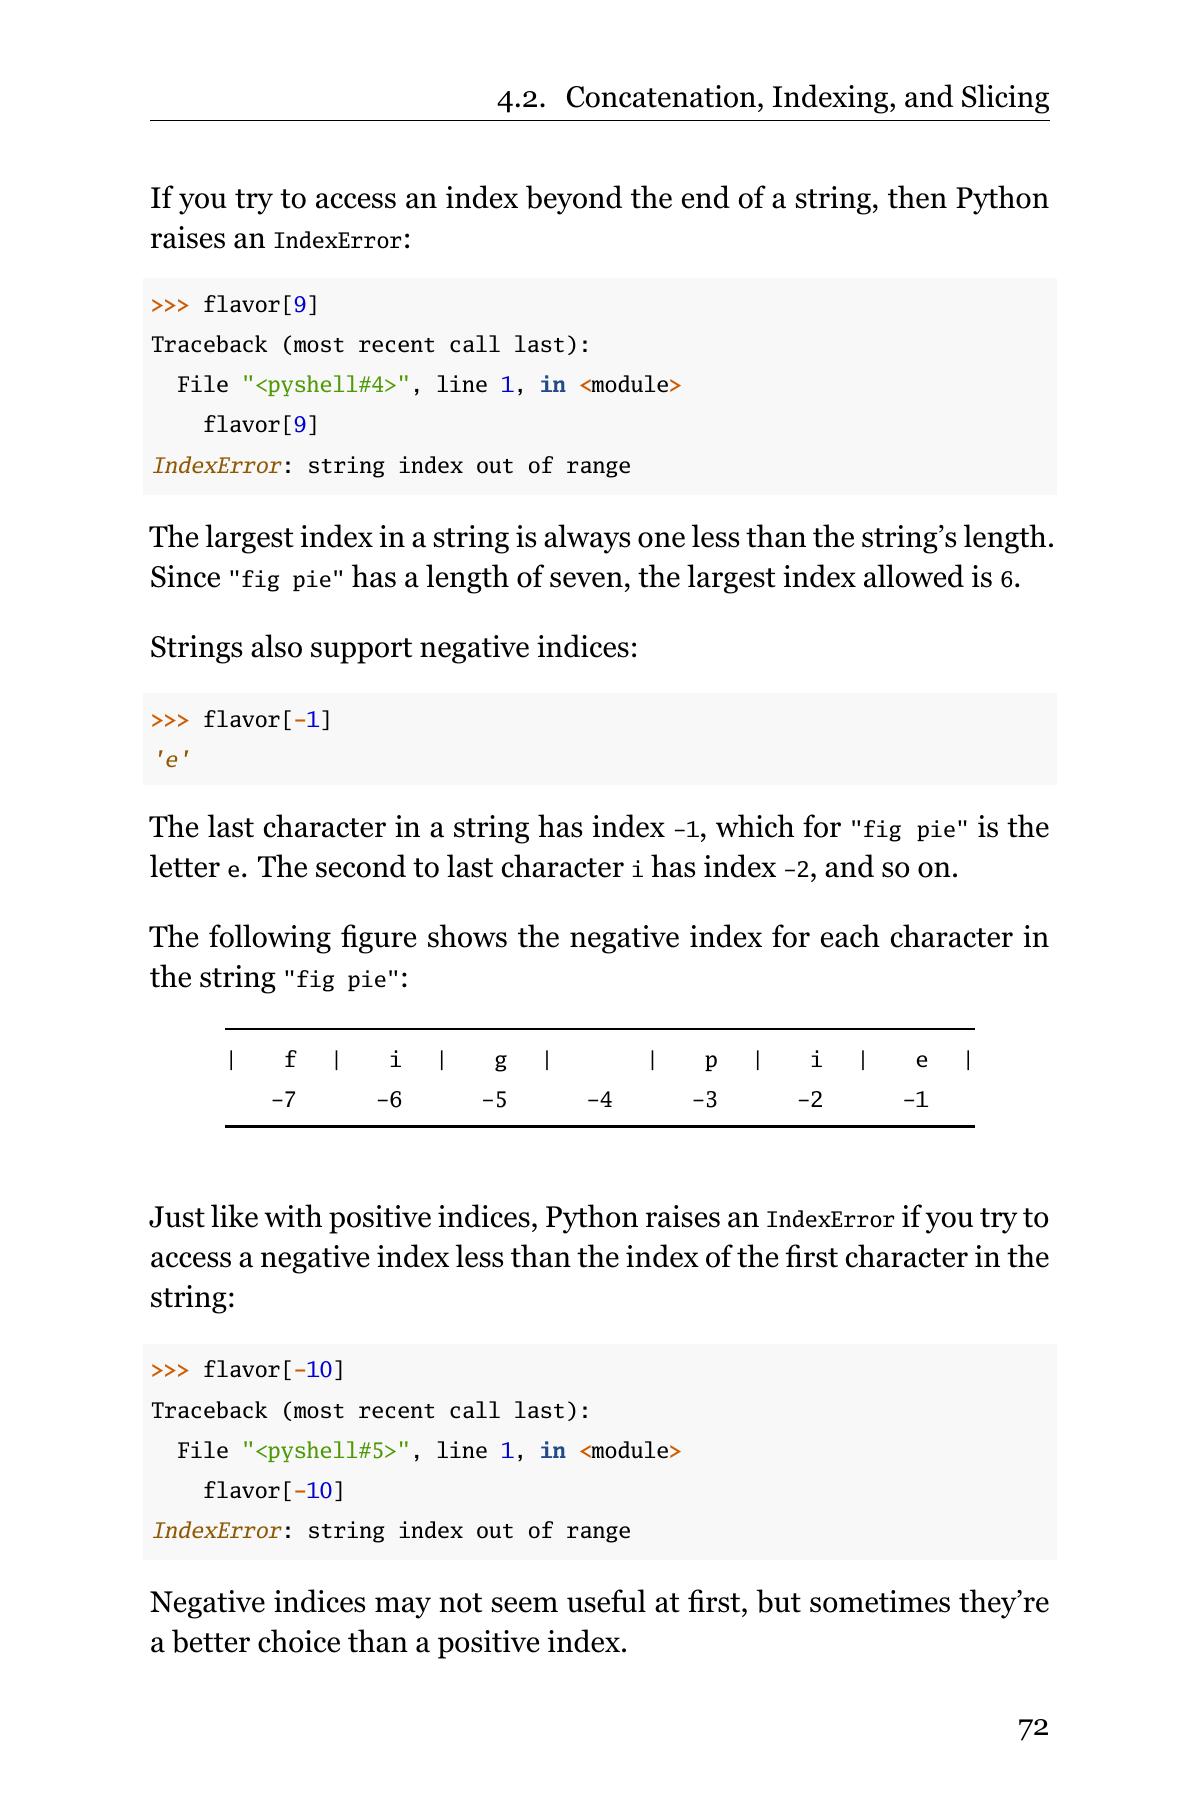 4.2. Concatenation, Indexing, and Slicing
If you try to access an index beyond the end of a string, then Python
raises an IndexError:
>>> flavor[9]
Traceback (most recent call last):
  File "<pyshell#4>", line 1, in <module>
    flavor[9]
IndexError: string index out of range
The largest index in a string is always one less than the string’s length.
Since "fig pie" has a length of seven, the largest index allowed is 6.
Strings also support negative indices:
>>> flavor[-1]
'e'
The last character in a string has index -1, which for "fig pie" is the
letter e. The second to last character i has index -2, and so on.
The following figure shows the negative index for each character in
the string "fig pie":
|   f   |   i   |   g   |       |   p   |   i   |   e   |
   -7      -6      -5      -4      -3      -2      -1
Just like with positive indices, Python raises an IndexError if you try to
access a negative index less than the index of the first character in the
string:
>>> flavor[-10]
Traceback (most recent call last):
  File "<pyshell#5>", line 1, in <module>
    flavor[-10]
IndexError: string index out of range
Negative indices may not seem useful at first, but sometimes they’re
a better choice than a positive index.
72